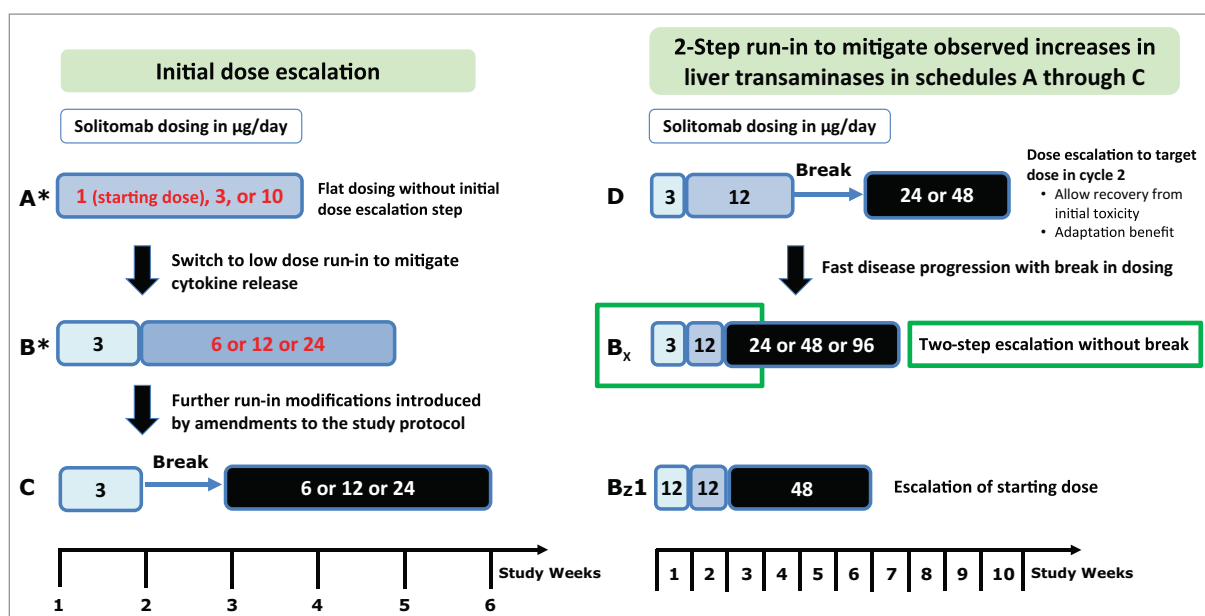 Initial dose escalation
Solitomab dosing in µg/day
A*
1 (starting dose), 3, or 10
Flat dosing without initial
dose escalation step
Switch to low dose run-in to mitigate
cytokine release
B*
3
6 or 12 or 24
Further run-in modifications introduced
by amendments to the study protocol
C
3
Break
6 or 12 or 24
Study Weeks
1 2 3 4 5 6
2-Step run-in to mitigate observed increases in
liver transaminases in schedules A through C
Solitomab dosing in µg/day
D
3
12
Break
24 or 48
Dose escalation to target
dose in cycle 2
• Allow recovery from
initial toxicity
• Adaptation benefit
Fast disease progression with break in dosing
Bx
3
12
24 or 48 or 96
Two-step escalation without break
Bz1
12
12
48
Escalation of starting dose
1 2 3 4 5 6 7 8 9 10 Study Weeks